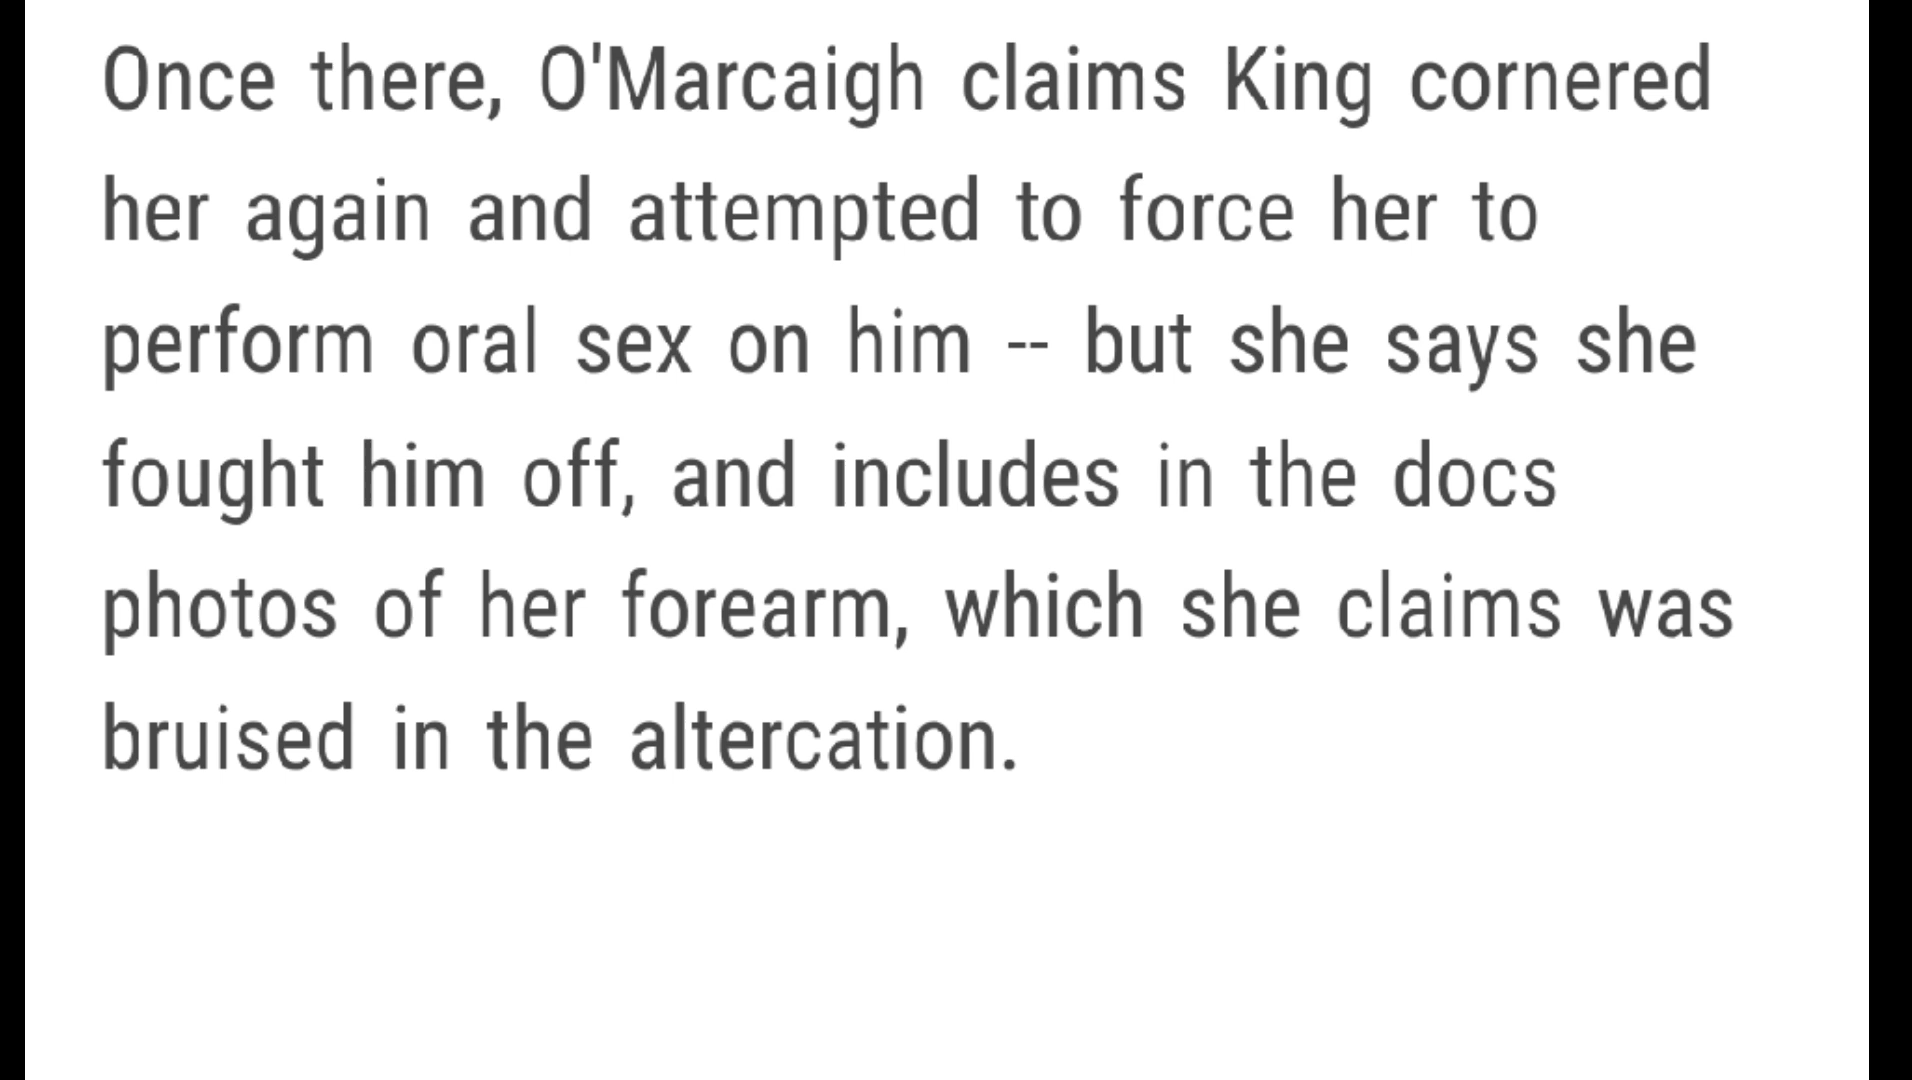 Once there, O'Marcaigh claims King cornered
her again and attempted to force her to
perform oral sex on him -- but she says she
fought him off, and includes in the docs
photos of her forearm, which she claims was
bruised in the altercation.